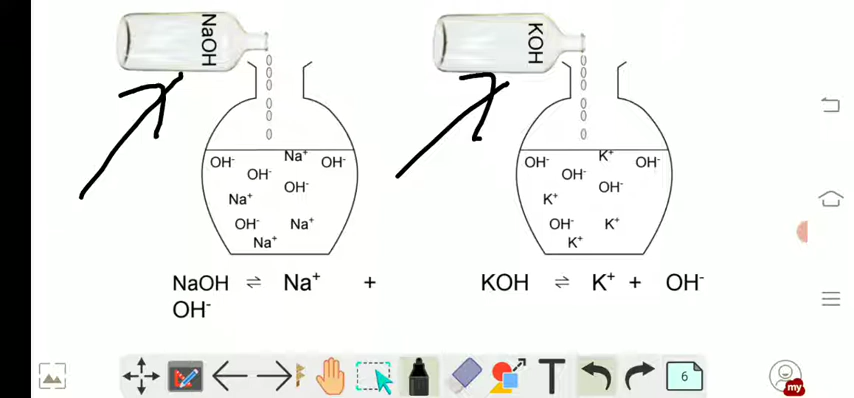 NaOH
KOH
OH⁻ Na⁺ OH⁻
OH⁻
OH⁻
Na⁺
OH⁻ Na⁺
Na⁺
OH⁻ K⁺ OH⁻
OH⁻
OH⁻
K⁺
OH⁻ K⁺
K⁺
NaOH ⇌ Na⁺ +
OH⁻
KOH ⇌ K⁺ + OH⁻
T
6
my